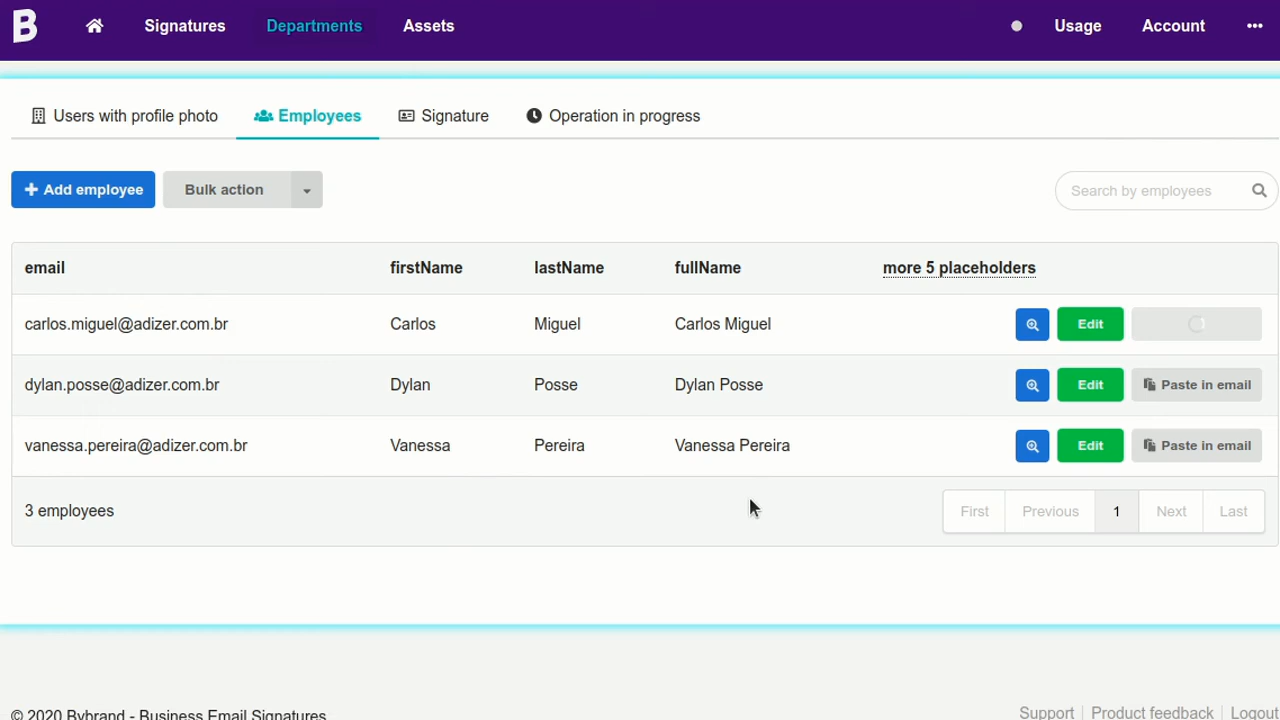 B Signatures Departments Assets Usage Account •••
Users with profile photo Employees Signature Operation in progress
+ Add employee Bulk action Search by employees
email firstName lastName fullName more 5 placeholders
carlos.miguel@adizer.com.br Carlos Miguel Carlos Miguel Edit
dylan.posse@adizer.com.br Dylan Posse Dylan Posse Edit Paste in email
vanessa.pereira@adizer.com.br Vanessa Pereira Vanessa Pereira Edit Paste in email
3 employees First Previous 1 Next Last
© 2020 Bybrand - Business Email Signatures Support Product feedback Logout